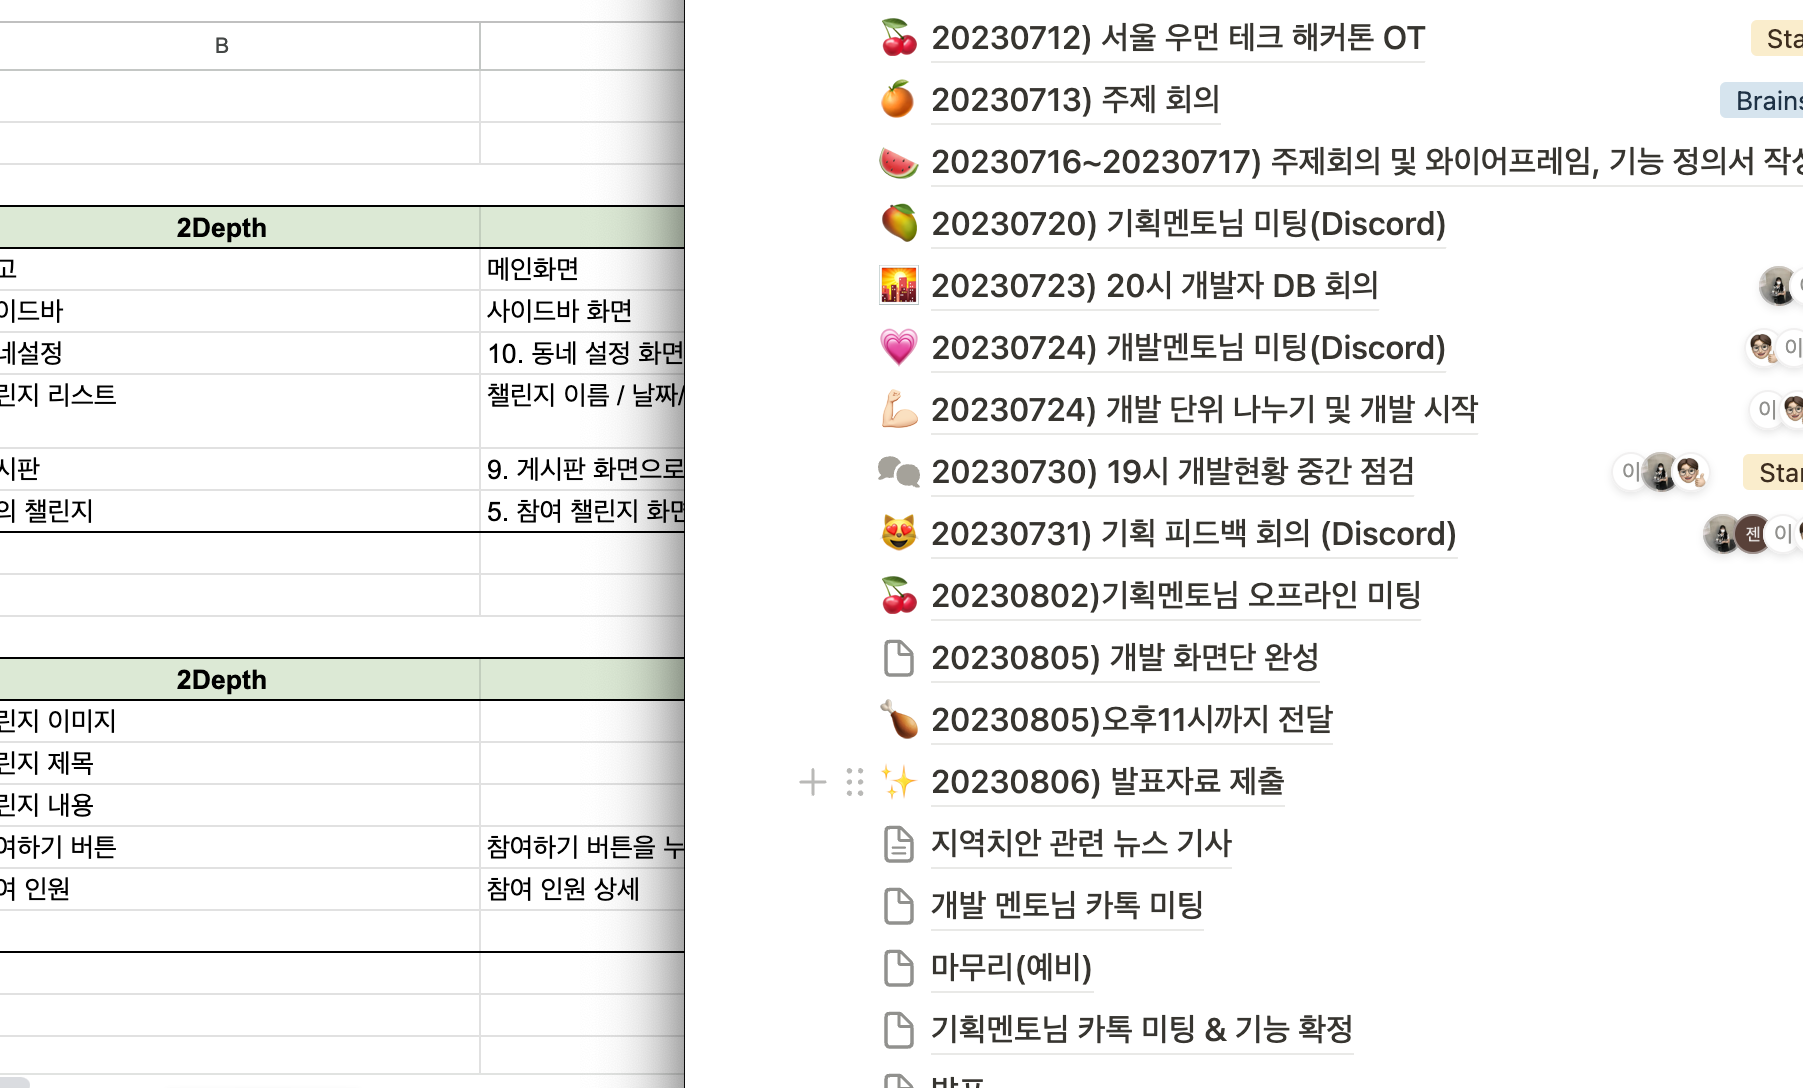 B
2Depth
고 메인화면
이드바 사이드바 화면
네설정 10. 동네 설정 화면
린지 리스트 챌린지 이름 / 날짜/
시판 9. 게시판 화면으로
의 챌린지 5. 참여 챌린지 화면
2Depth
린지 이미지
린지 제목
린지 내용
여하기 버튼 참여하기 버튼을 누
여 인원 참여 인원 상세
20230712) 서울 우먼 테크 해커톤 OT Sta
20230713) 주제 회의 Brains
20230716~20230717) 주제회의 및 와이어프레임, 기능 정의서 작성
20230720) 기획멘토님 미팅(Discord)
20230723) 20시 개발자 DB 회의
20230724) 개발멘토님 미팅(Discord) 이
20230724) 개발 단위 나누기 및 개발 시작 이
20230730) 19시 개발현황 중간 점검 이 Star
20230731) 기획 피드백 회의 (Discord) 젠 이
20230802)기획멘토님 오프라인 미팅
20230805) 개발 화면단 완성
20230805)오후11시까지 전달
20230806) 발표자료 제출
지역치안 관련 뉴스 기사
개발 멘토님 카톡 미팅
마무리(예비)
기획멘토님 카톡 미팅 & 기능 확정
발표